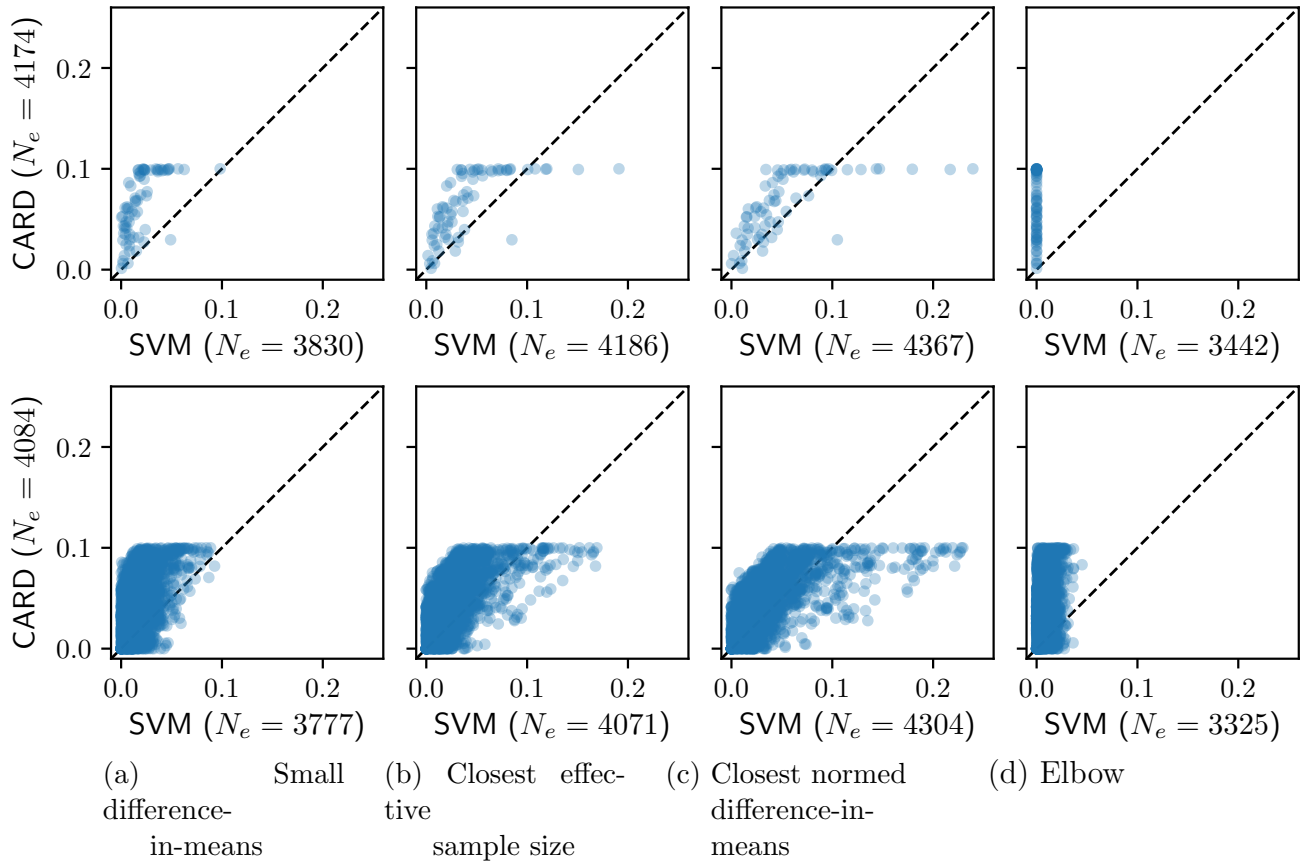 CARD (N_e = 4174)
0.2
0.1
0.0
0.0 0.1 0.2 0.0 0.1 0.2 0.0 0.1 0.2 0.0 0.1 0.2
SVM (N_e = 3830) SVM (N_e = 4186) SVM (N_e = 4367) SVM (N_e = 3442)
CARD (N_e = 4084)
0.2
0.1
0.0
0.0 0.1 0.2 0.0 0.1 0.2 0.0 0.1 0.2 0.0 0.1 0.2
SVM (N_e = 3777) SVM (N_e = 4071) SVM (N_e = 4304) SVM (N_e = 3325)
(a) Small
difference-
in-means
(b) Closest effec-
tive
sample size
(c) Closest normed
difference-in-
means
(d) Elbow